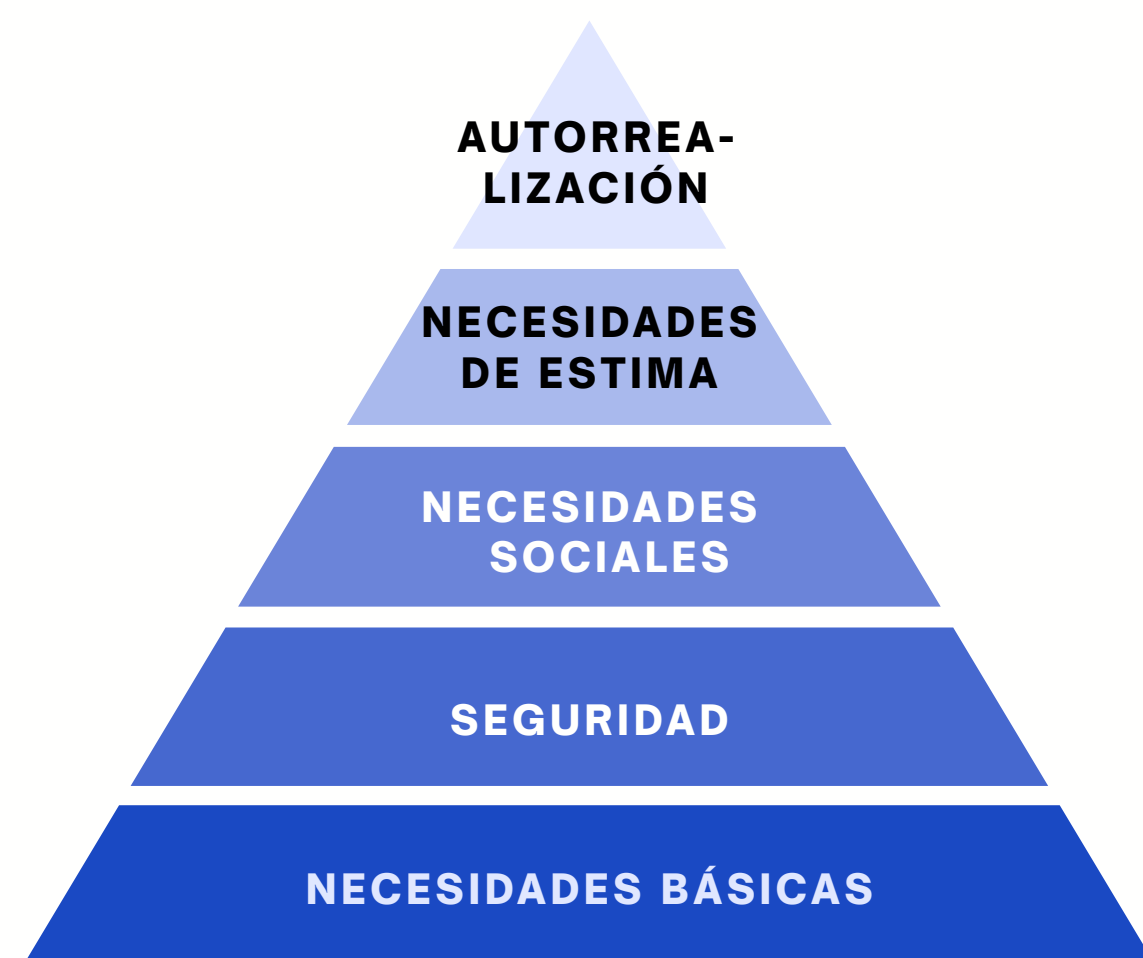 AUTORREA-
LIZACIÓN
NECESIDADES
DE ESTIMA
NECESIDADES
SOCIALES
SEGURIDAD
NECESIDADES BÁSICAS